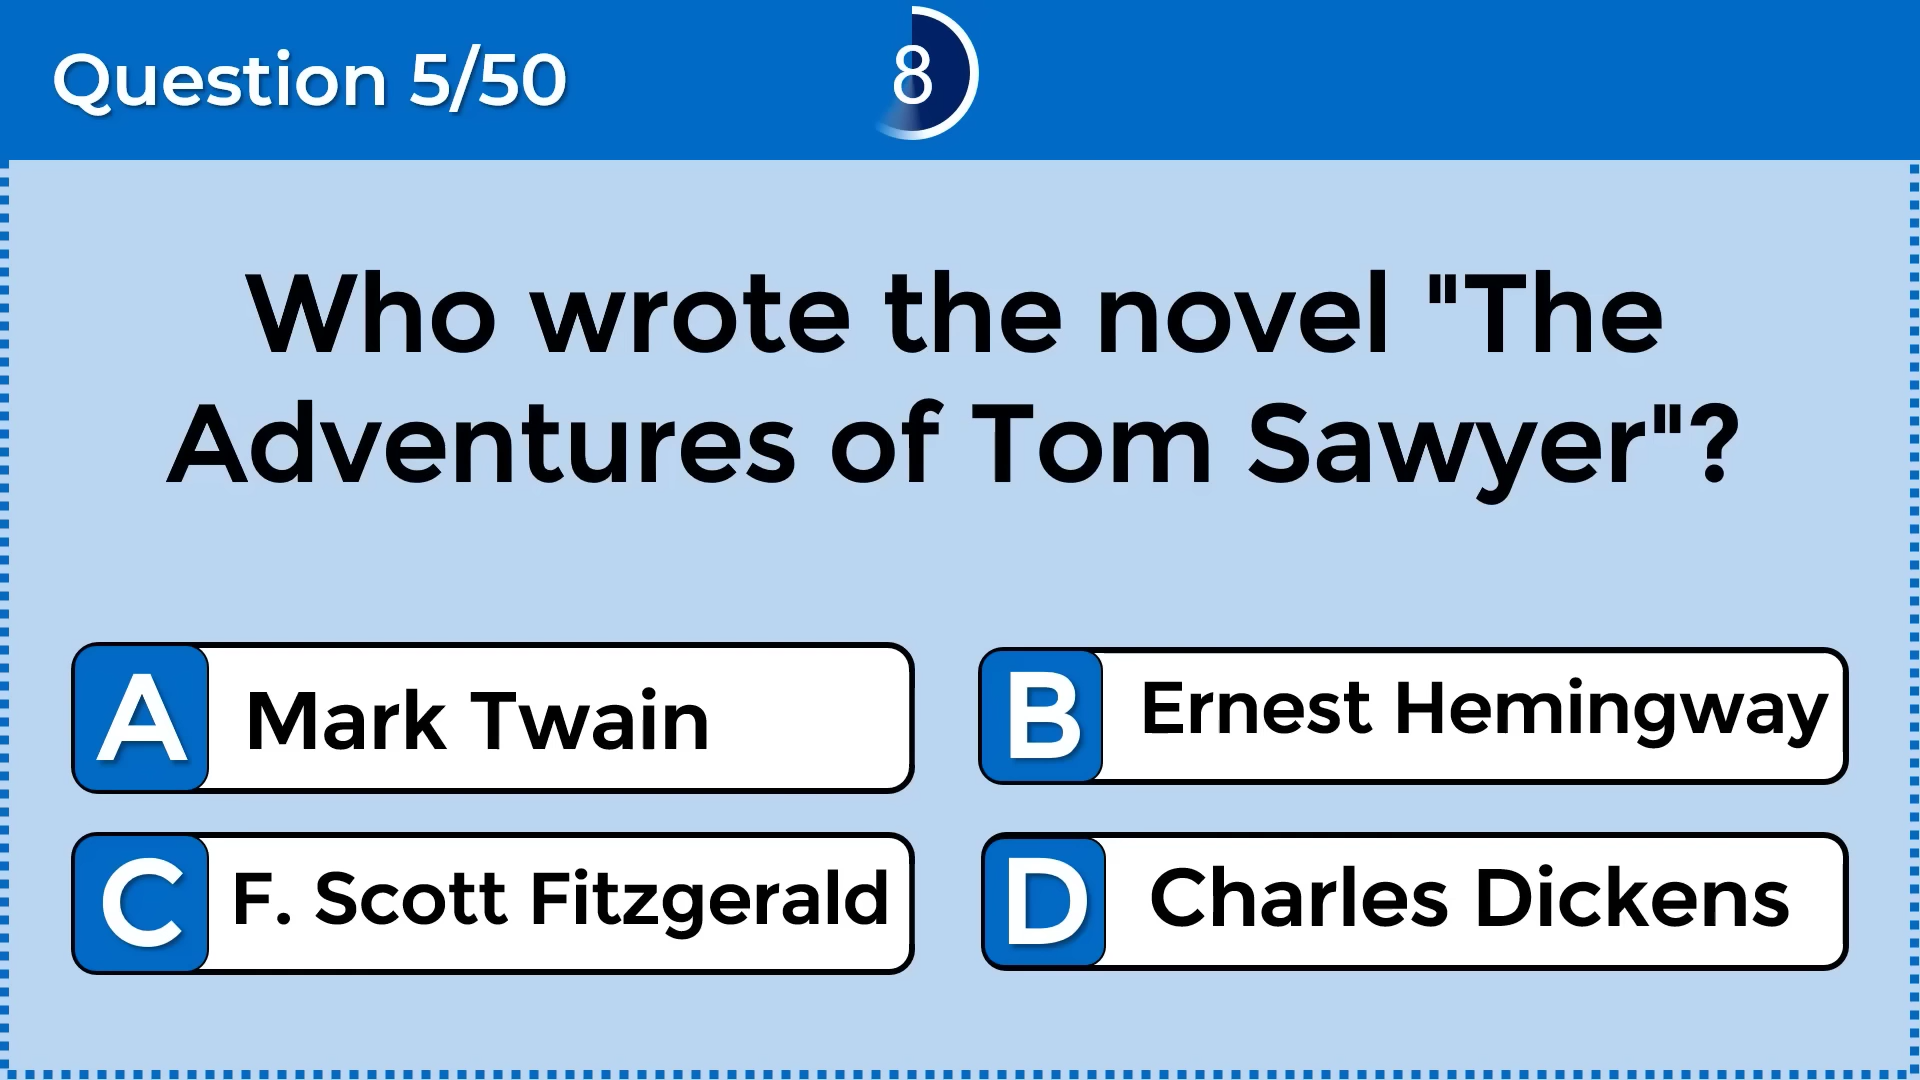 Question 5/50
8
Who wrote the novel "The
Adventures of Tom Sawyer"?
A Mark Twain
B Ernest Hemingway
C F. Scott Fitzgerald
D Charles Dickens